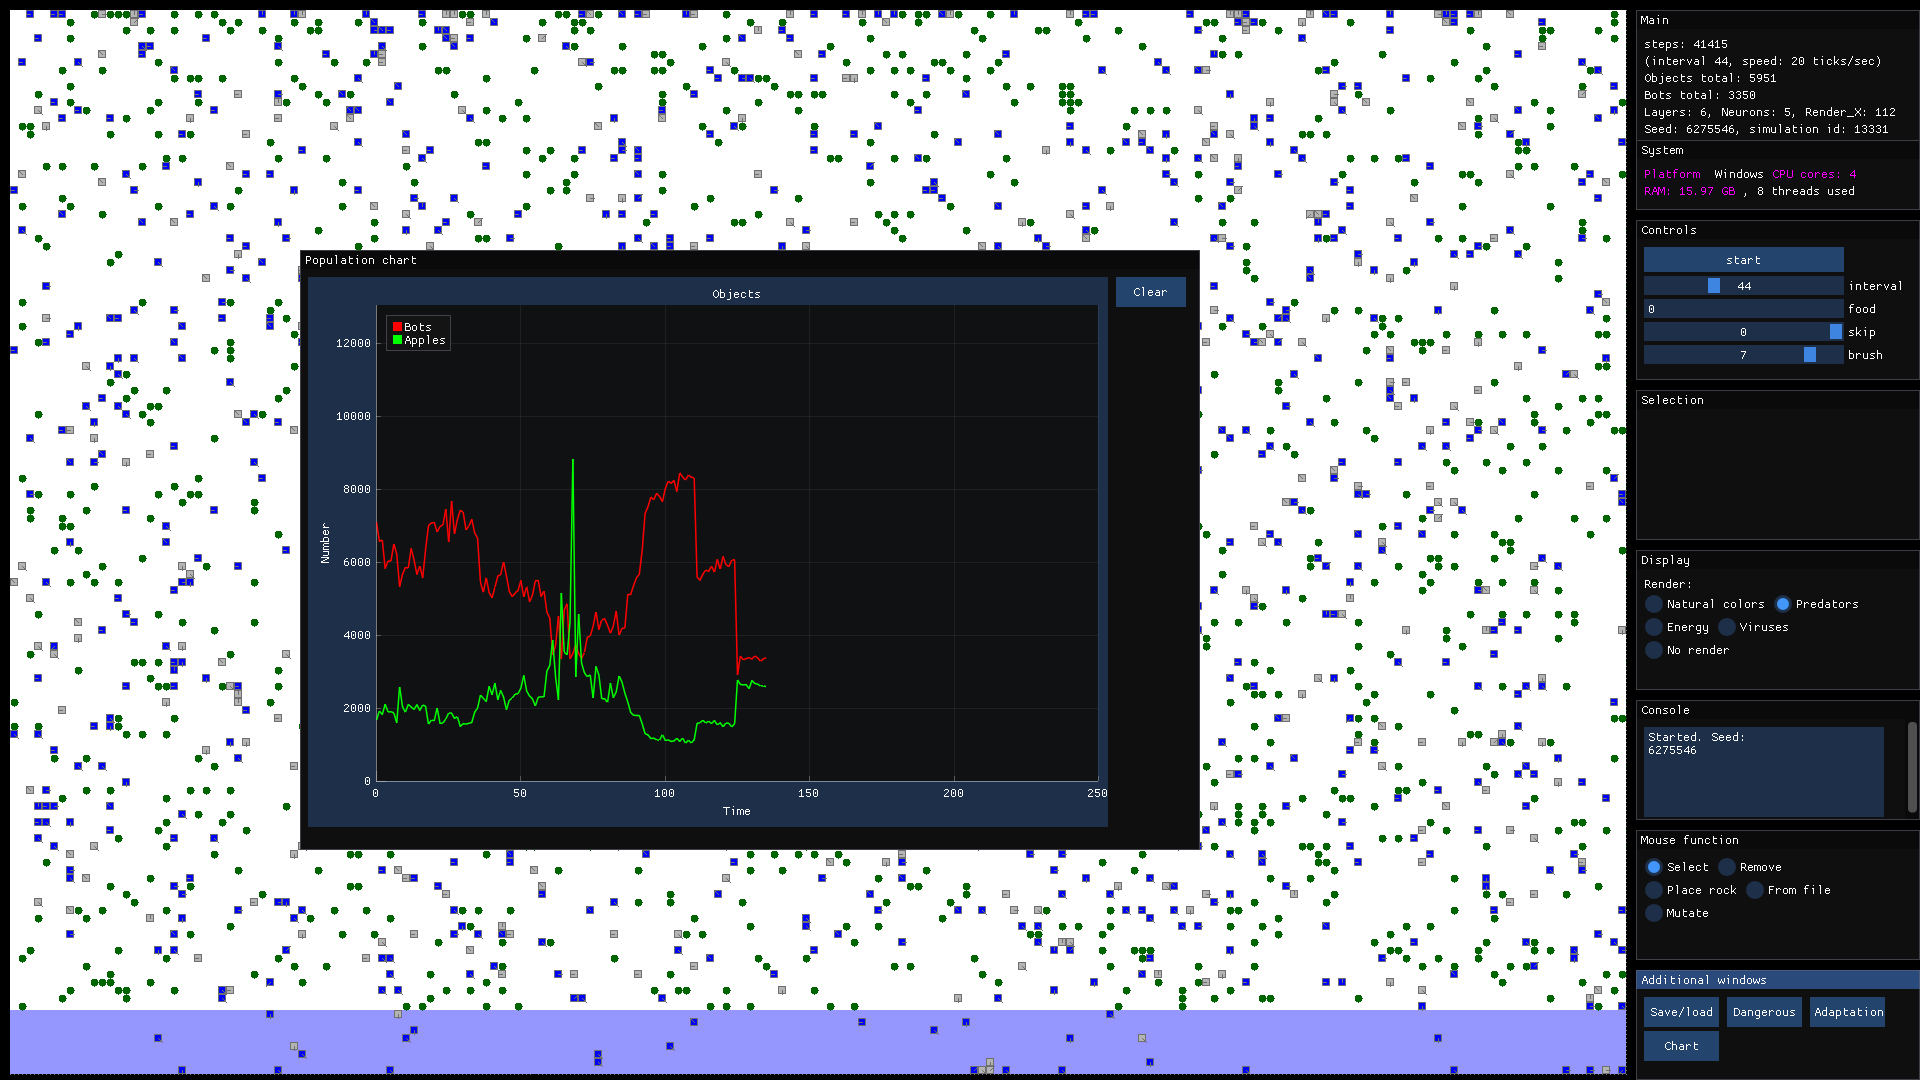 Main
steps: 41415
(interval 44, speed: 20 ticks/sec)
Objects total: 5951
Bots total: 3350
Layers: 6, Neurons: 5, Render_X: 112
Seed: 6275546, simulation id: 13331
System
Platform Windows CPU cores: 4
RAM: 15.97 GB , 8 threads used
Controls
start
44 interval
0 food
0 skip
7 brush
Selection
Display
Render:
Natural colors Predators
Energy Viruses
No render
Console
Started. Seed:
6275546
Mouse function
Select Remove
Place rock From file
Mutate
Additional windows
Save/load Dangerous Adaptation
Chart
Population chart
Clear
Objects
Bots
Apples
12000
10000
8000
6000
4000
2000
0
Number
0 50 100 150 200 250
Time